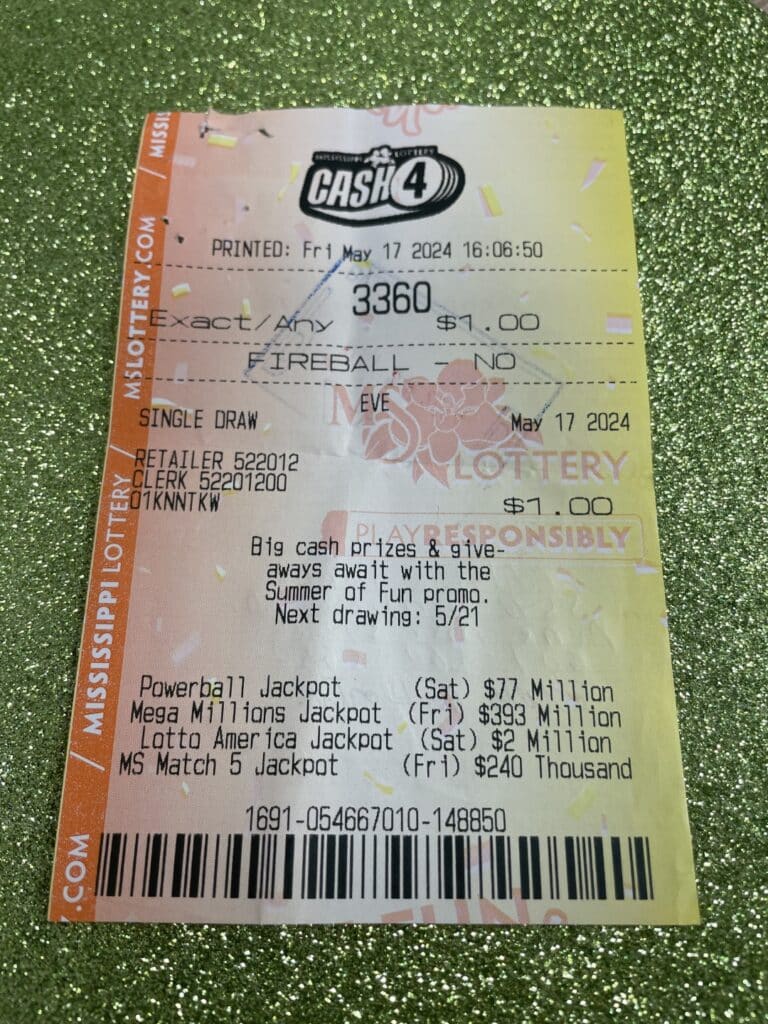 MISSISSIPPI LOTTERY
CASH 4
PRINTED: Fri May 17 2024 16:06:50
3360
Exact/Any $1.00
FIREBALL - NO
EVE
SINGLE DRAW May 17 2024
MS
LOTTERY
RETAILER 522012
CLERK 52201200
01KNNTKW $1.00
PLAY RESPONSIBLY
Big cash prizes & give-
aways await with the
Summer of Fun promo.
Next drawing: 5/21
Powerball Jackpot (Sat) $77 Million
Mega Millions Jackpot (Fri) $393 Million
Lotto America Jackpot (Sat) $2 Million
MS Match 5 Jackpot (Fri) $240 Thousand
1691-054667010-148850
FUN
MISSIS
/ MSLOTTERY.COM
/ MISSISSIPPI LOTTERY
Y.COM /